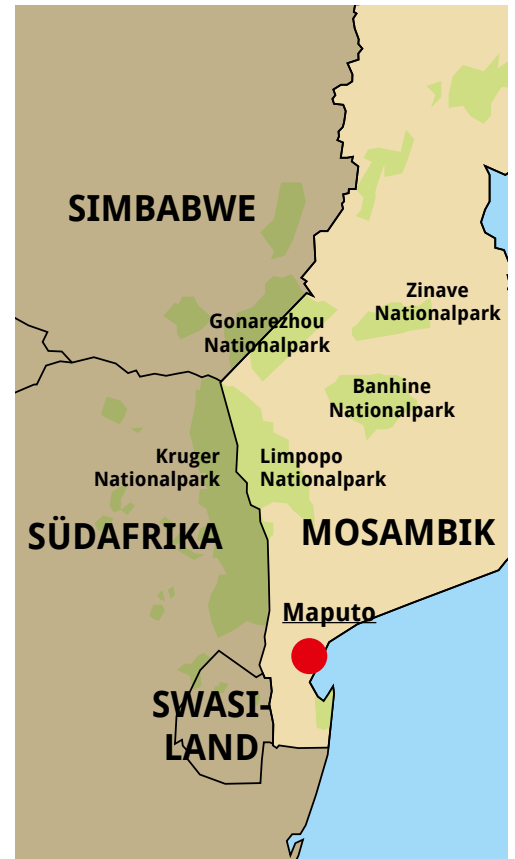 SIMBABWE
Zinave
Nationalpark
Gonarezhou
Nationalpark
Banhine
Nationalpark
Kruger
Nationalpark
Limpopo
Nationalpark
SÜDAFRIKA
MOSAMBIK
Maputo
SWASI-
LAND